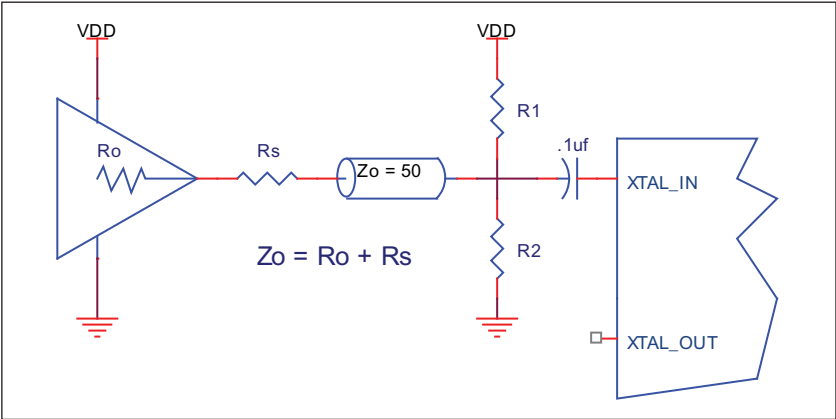 VDD
VDD
R1
Ro
Rs
.1uf
Zo = 50
XTAL_IN
R2
Zo = Ro + Rs
XTAL_OUT